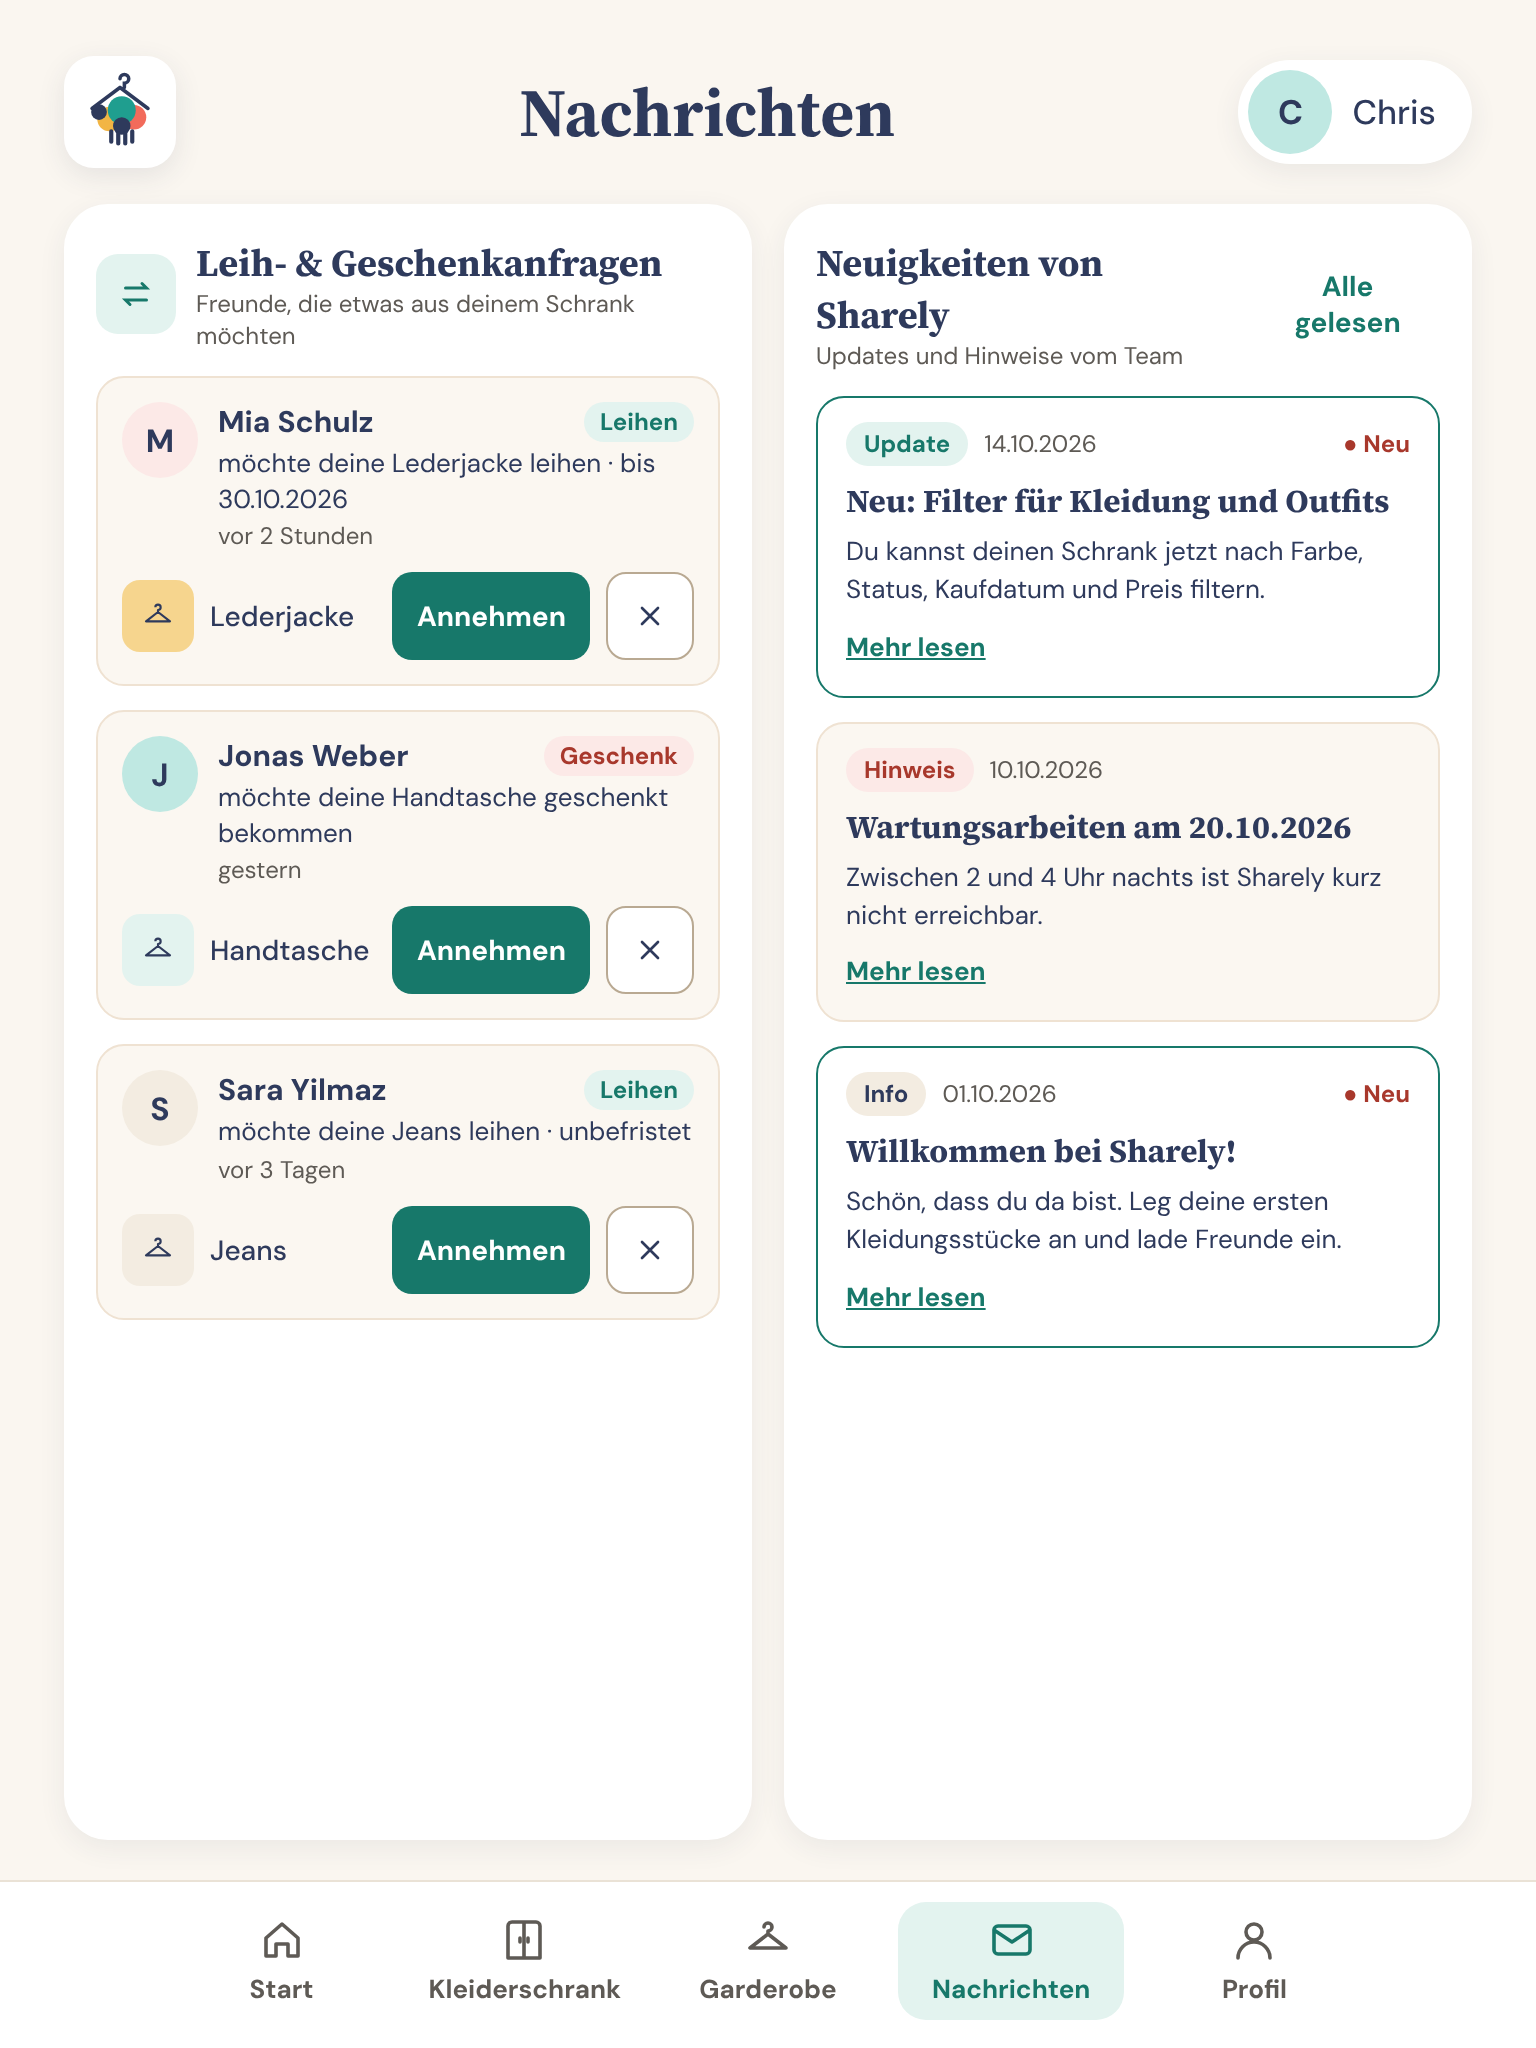 Nachrichten
C
Chris
Leih- & Geschenkanfragen
Freunde, die etwas aus deinem Schrank
möchten
M
Mia Schulz
Leihen
möchte deine Lederjacke leihen · bis
30.10.2026
vor 2 Stunden
Lederjacke
Annehmen
J
Jonas Weber
Geschenk
möchte deine Handtasche geschenkt
bekommen
gestern
Handtasche
Annehmen
S
Sara Yilmaz
Leihen
möchte deine Jeans leihen · unbefristet
vor 3 Tagen
Jeans
Annehmen
Neuigkeiten von
Sharely
Updates und Hinweise vom Team
Alle
gelesen
Update
14.10.2026
• Neu
Neu: Filter für Kleidung und Outfits
Du kannst deinen Schrank jetzt nach Farbe,
Status, Kaufdatum und Preis filtern.
Mehr lesen
Hinweis
10.10.2026
Wartungsarbeiten am 20.10.2026
Zwischen 2 und 4 Uhr nachts ist Sharely kurz
nicht erreichbar.
Mehr lesen
Info
01.10.2026
• Neu
Willkommen bei Sharely!
Schön, dass du da bist. Leg deine ersten
Kleidungsstücke an und lade Freunde ein.
Mehr lesen
Start
Kleiderschrank
Garderobe
Nachrichten
Profil